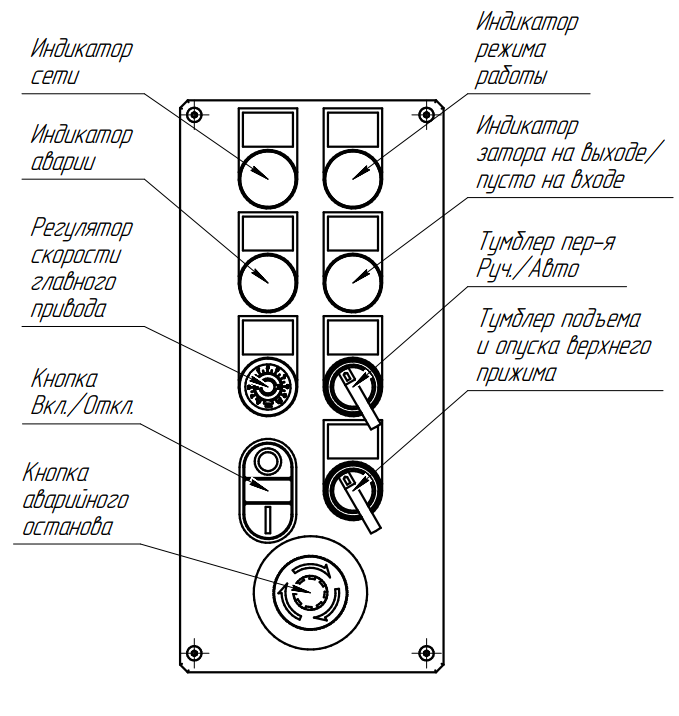 Индикатор
сети
Индикатор
аварии
Регулятор
скорости
главного
привода
Кнопка
Вкл./Откл.
Кнопка
аварийного
останова
Индикатор
режима
работы
Индикатор
затора на выходе/
пусто на входе
Тумблер пер-я
Руч./Авто
Тумблер подъема
и опуска верхнего
прижима